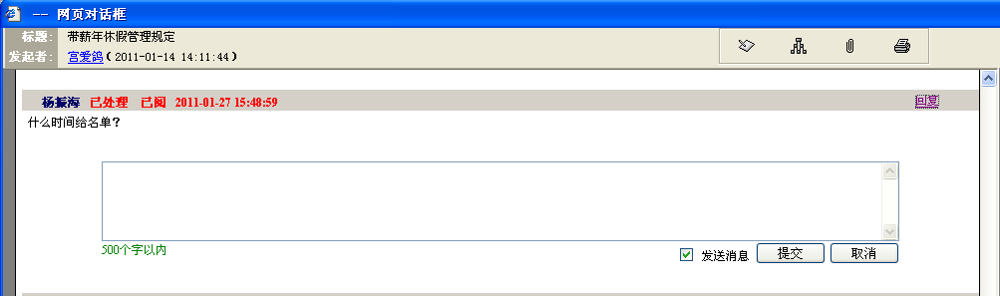 -- 网页对话框
标题: 带薪年休假管理规定
发起者: 宫爱鸽 (2011-01-14 14:11:44)
杨振海 已处理 已阅 2011-01-27 15:48:59 回复
什么时间给名单?
500个字以内
发送消息 提交 取消